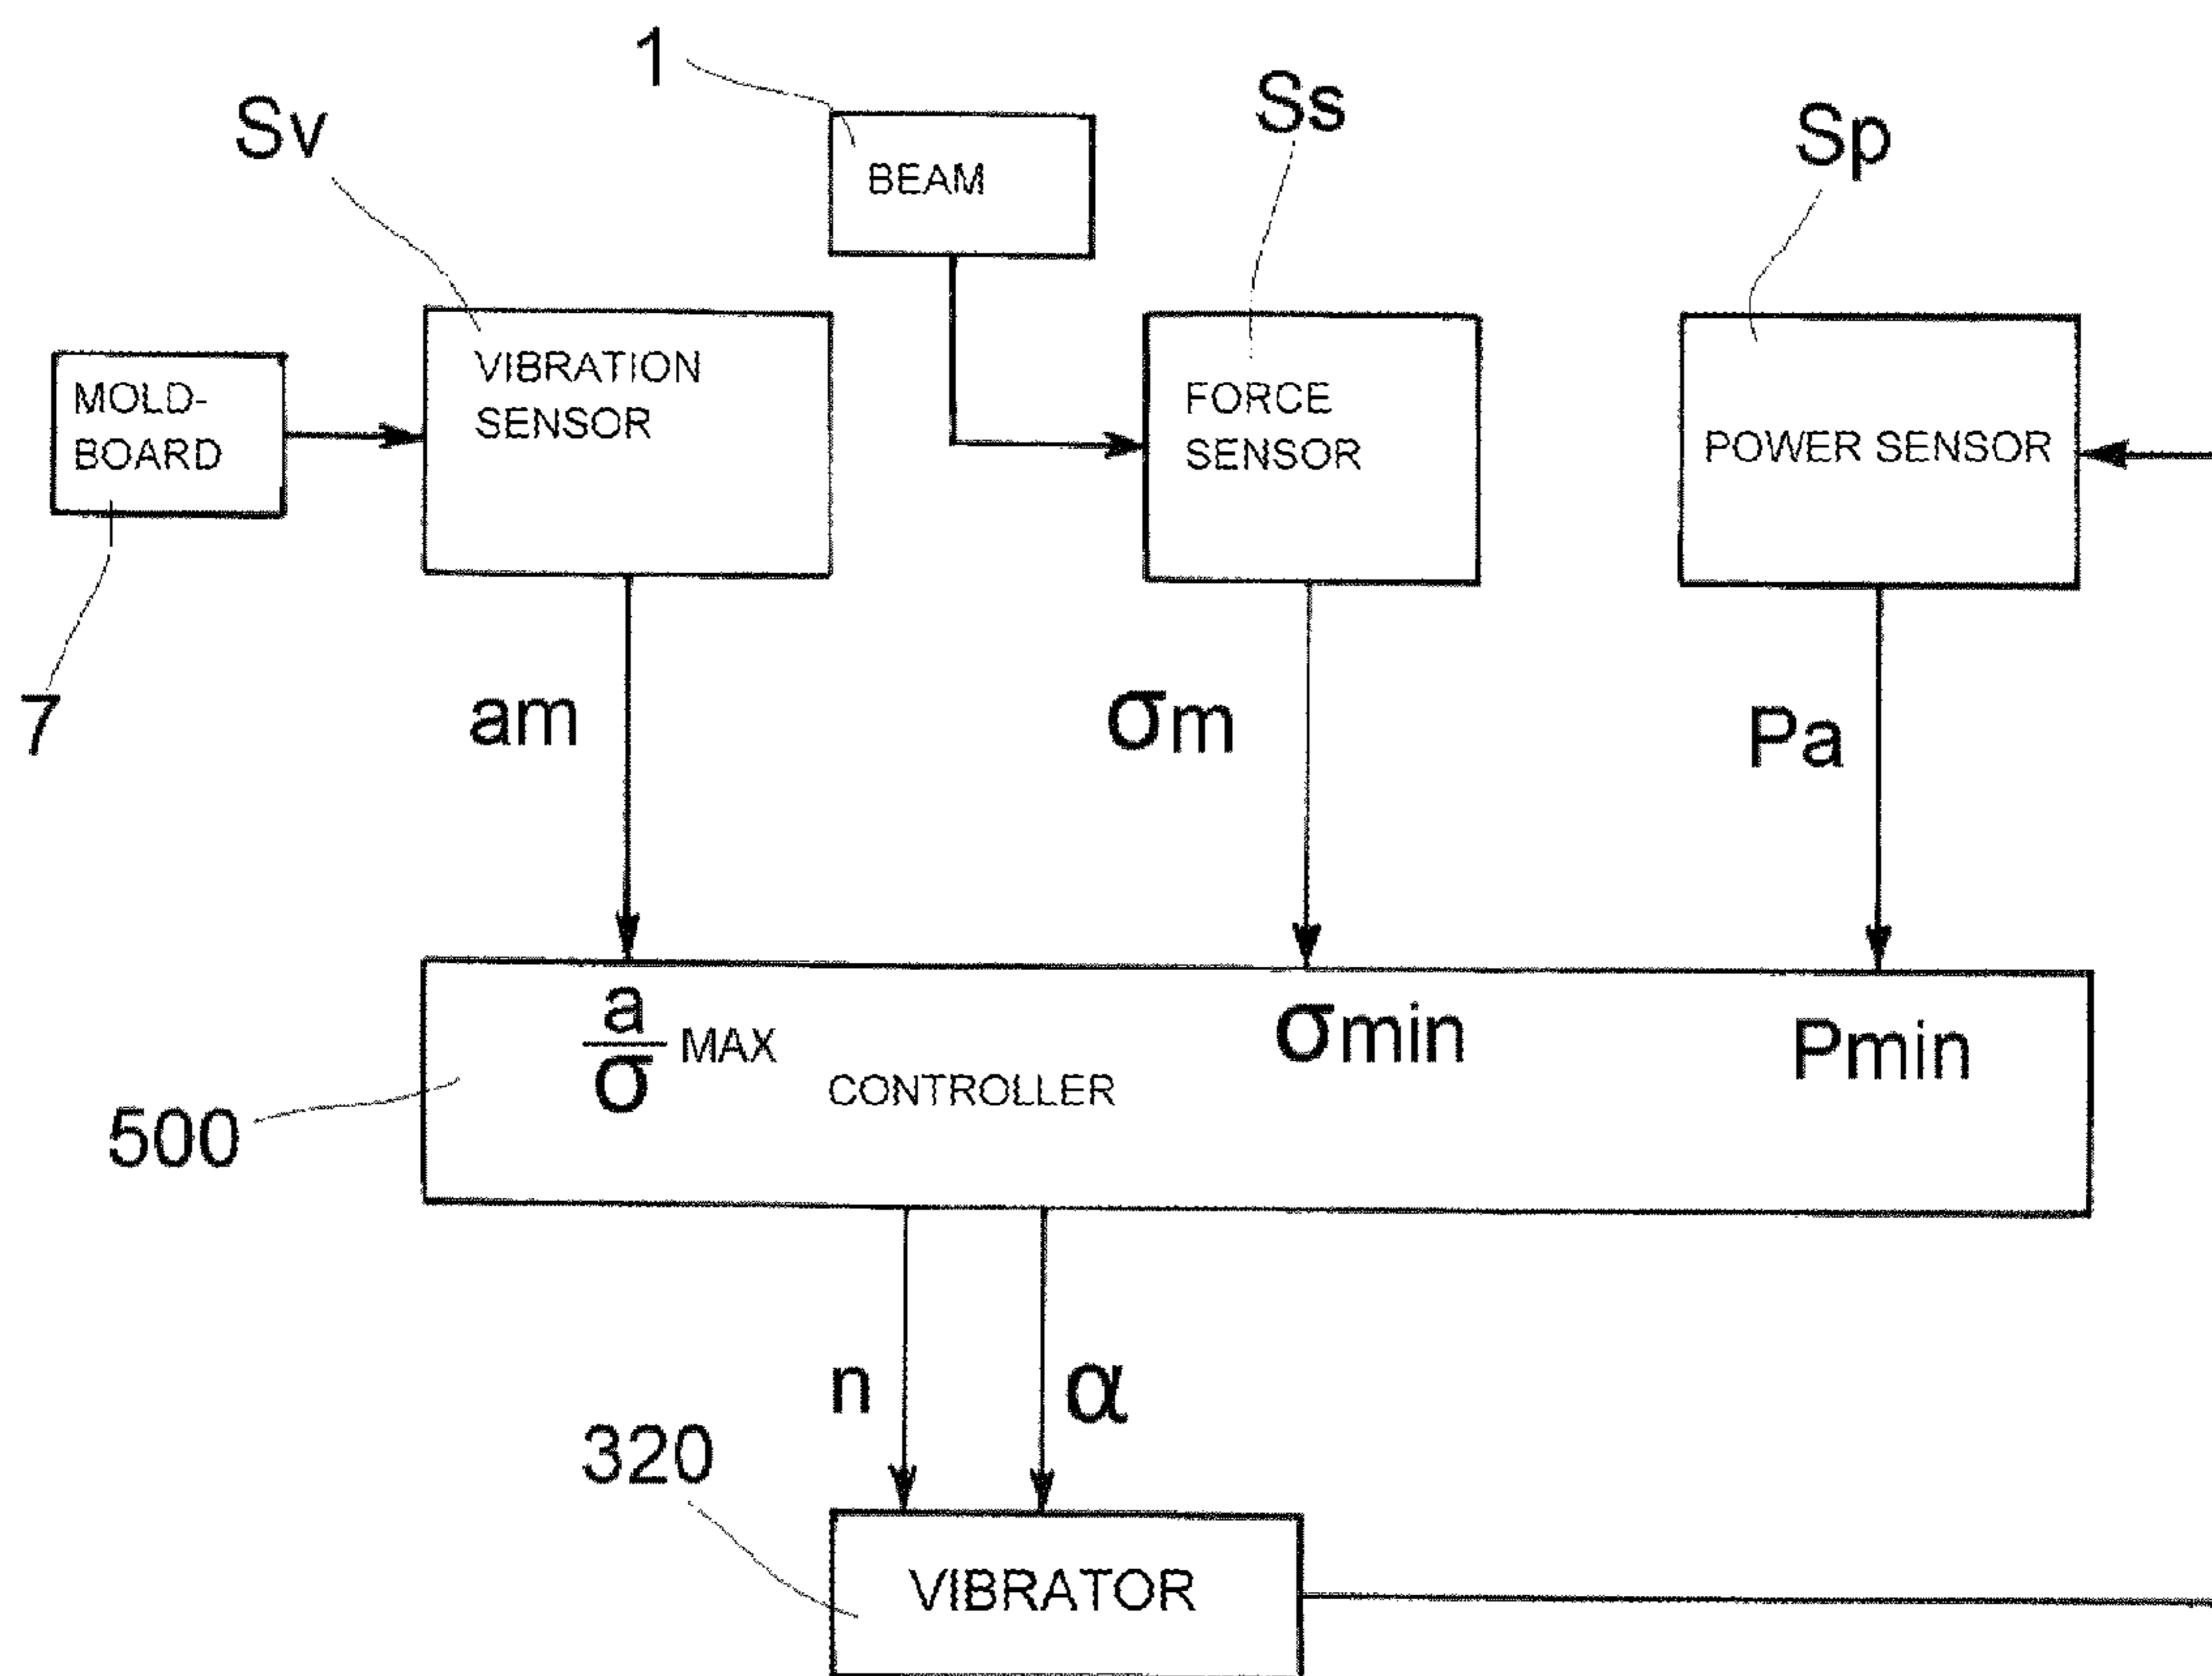 1
Sv
Ss
Sp
BEAM
MOLD-
BOARD
VIBRATION
SENSOR
FORCE
SENSOR
POWER SENSOR
7
am
σm
Pa
a
σ
MAX
σmin
Pmin
CONTROLLER
500
n
α
320
VIBRATOR